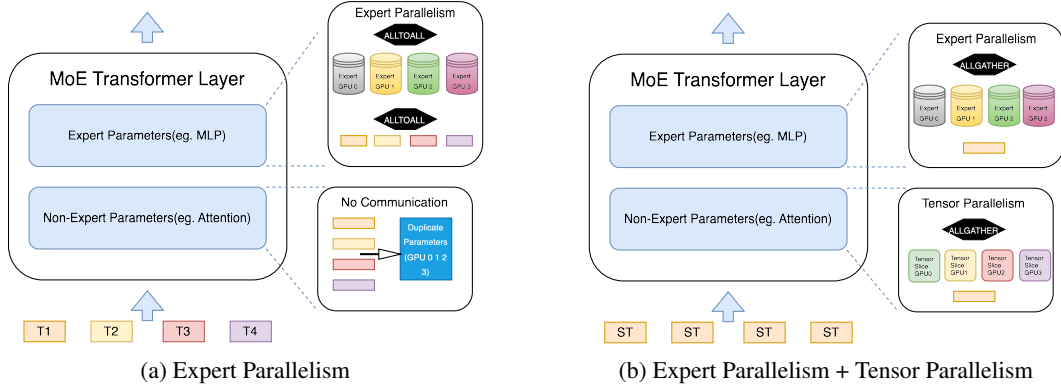 Expert Parallelism
ALLTOALL
Expert GPU 0
Expert GPU 1
Expert GPU 2
Expert GPU 3
ALLTOALL
MoE Transformer Layer
Expert Parameters(eg. MLP)
Non-Expert Parameters(eg. Attention)
No Communication
Duplicate
Parameters
(GPU 0 1 2
3)
T1
T2
T3
T4
(a) Expert Parallelism
Expert Parallelism
ALLGATHER
Expert GPU 0
Expert GPU 1
Expert GPU 2
Expert GPU 3
MoE Transformer Layer
Expert Parameters(eg. MLP)
Non-Expert Parameters(eg. Attention)
Tensor Parallelism
ALLGATHER
Tensor Slice GPU0
Tensor Slice GPU1
Tensor Slice GPU2
Tensor Slice GPU3
ST
ST
ST
ST
(b) Expert Parallelism + Tensor Parallelism